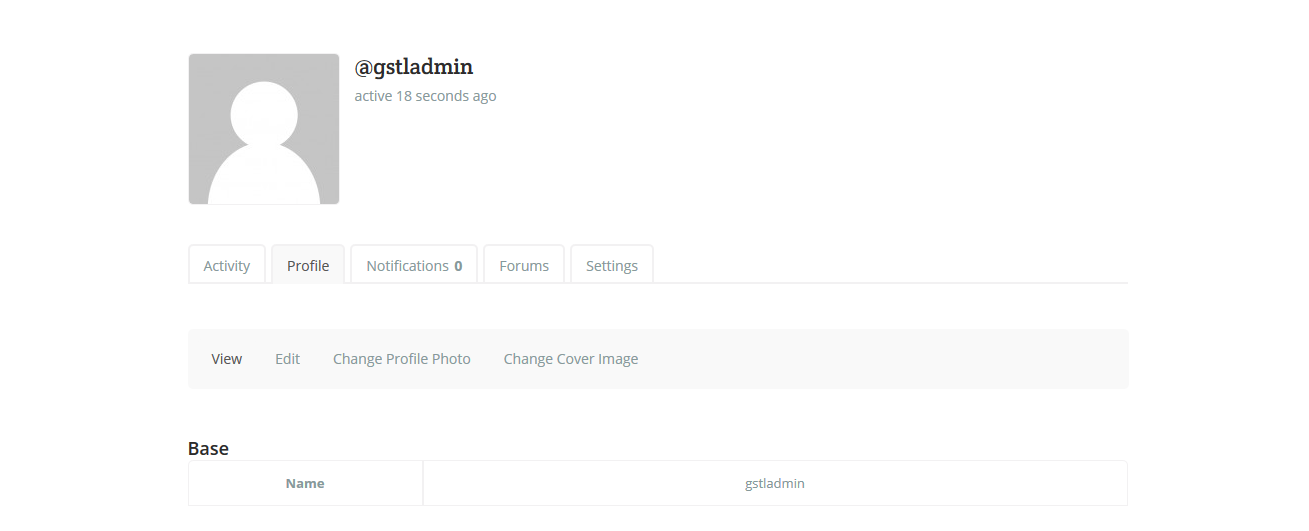 @gstladmin
active 18 seconds ago
Activity Profile Notifications 0 Forums Settings
View Edit Change Profile Photo Change Cover Image
Base
Name gstladmin